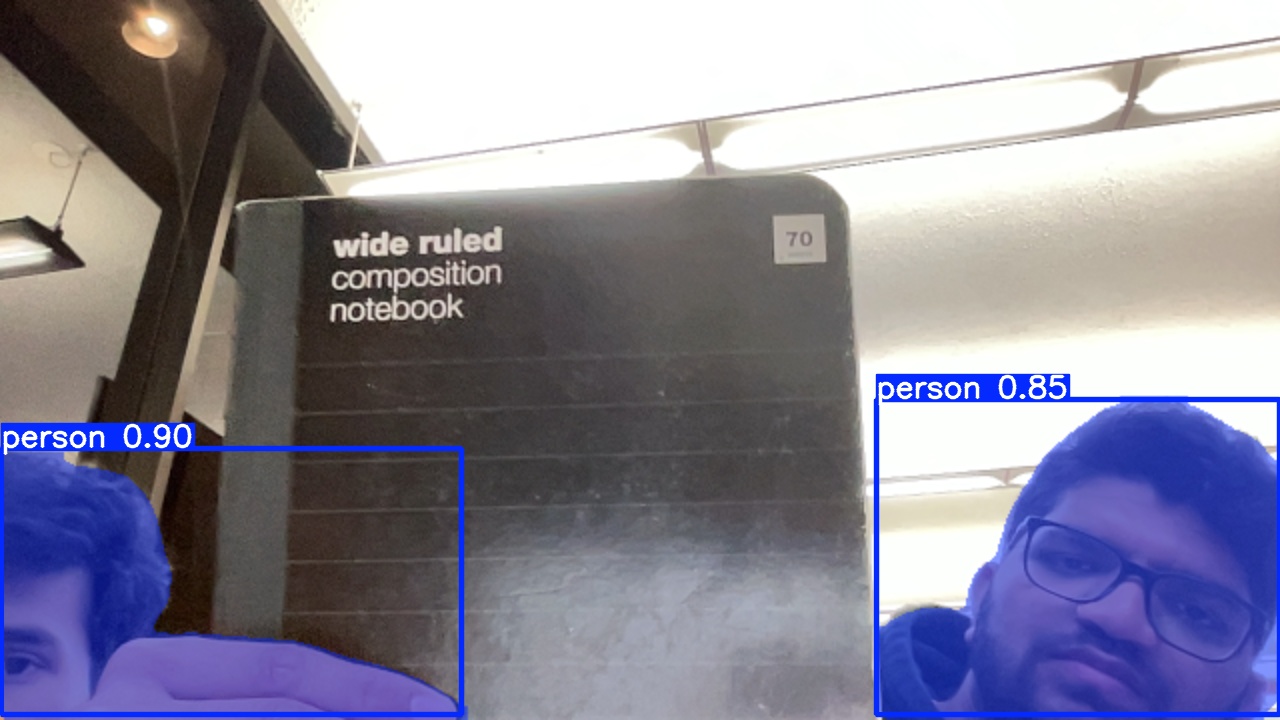 wide ruled
composition
notebook
70
person 0.90
person 0.85